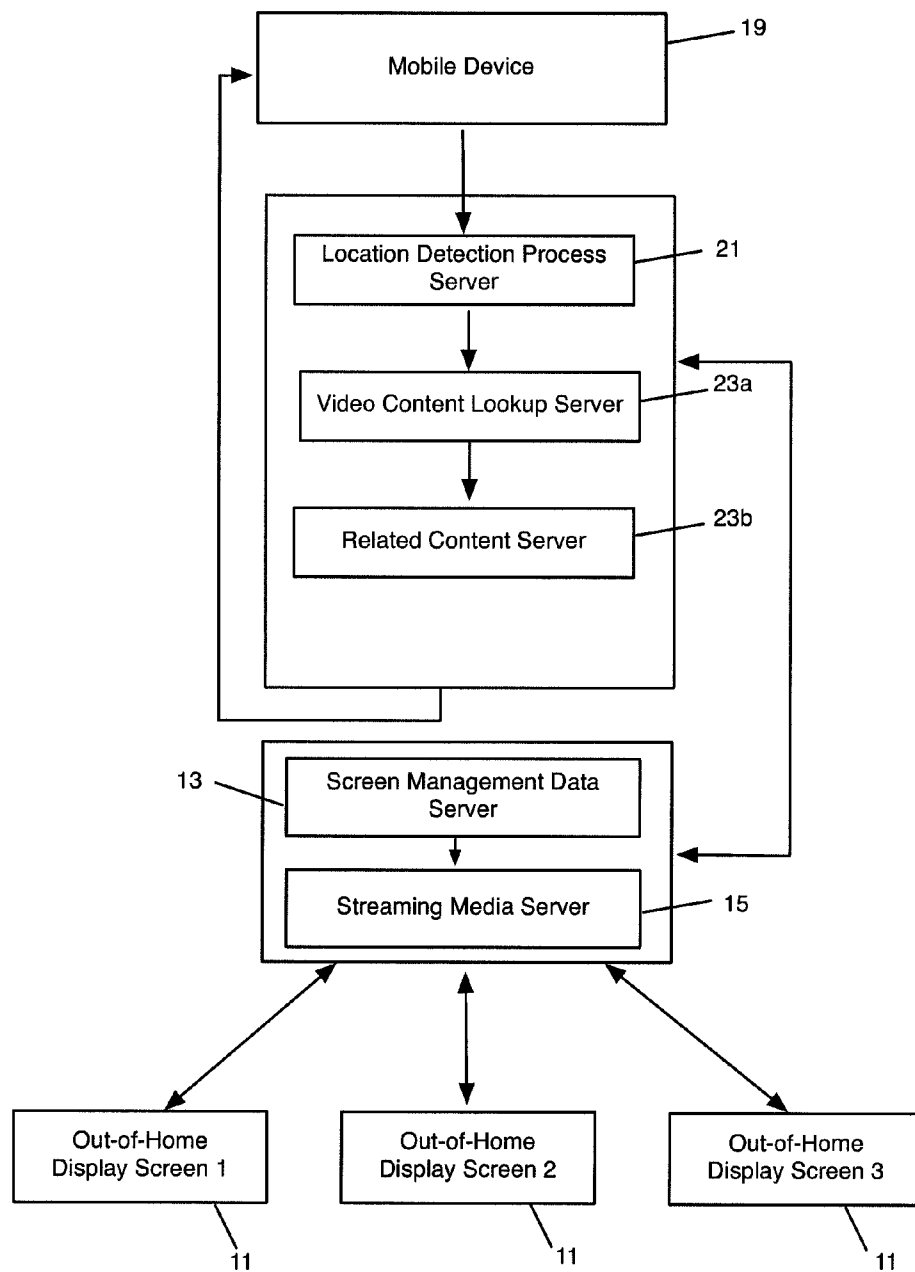 19
Mobile Device
Location Detection Process
Server
21
23a
Video Content Lookup Server
23b
Related Content Server
13
Screen Management Data
Server
Streaming Media Server
15
Out-of-Home
Display Screen 1
Out-of-Home
Display Screen 2
Out-of-Home
Display Screen 3
11
11
11